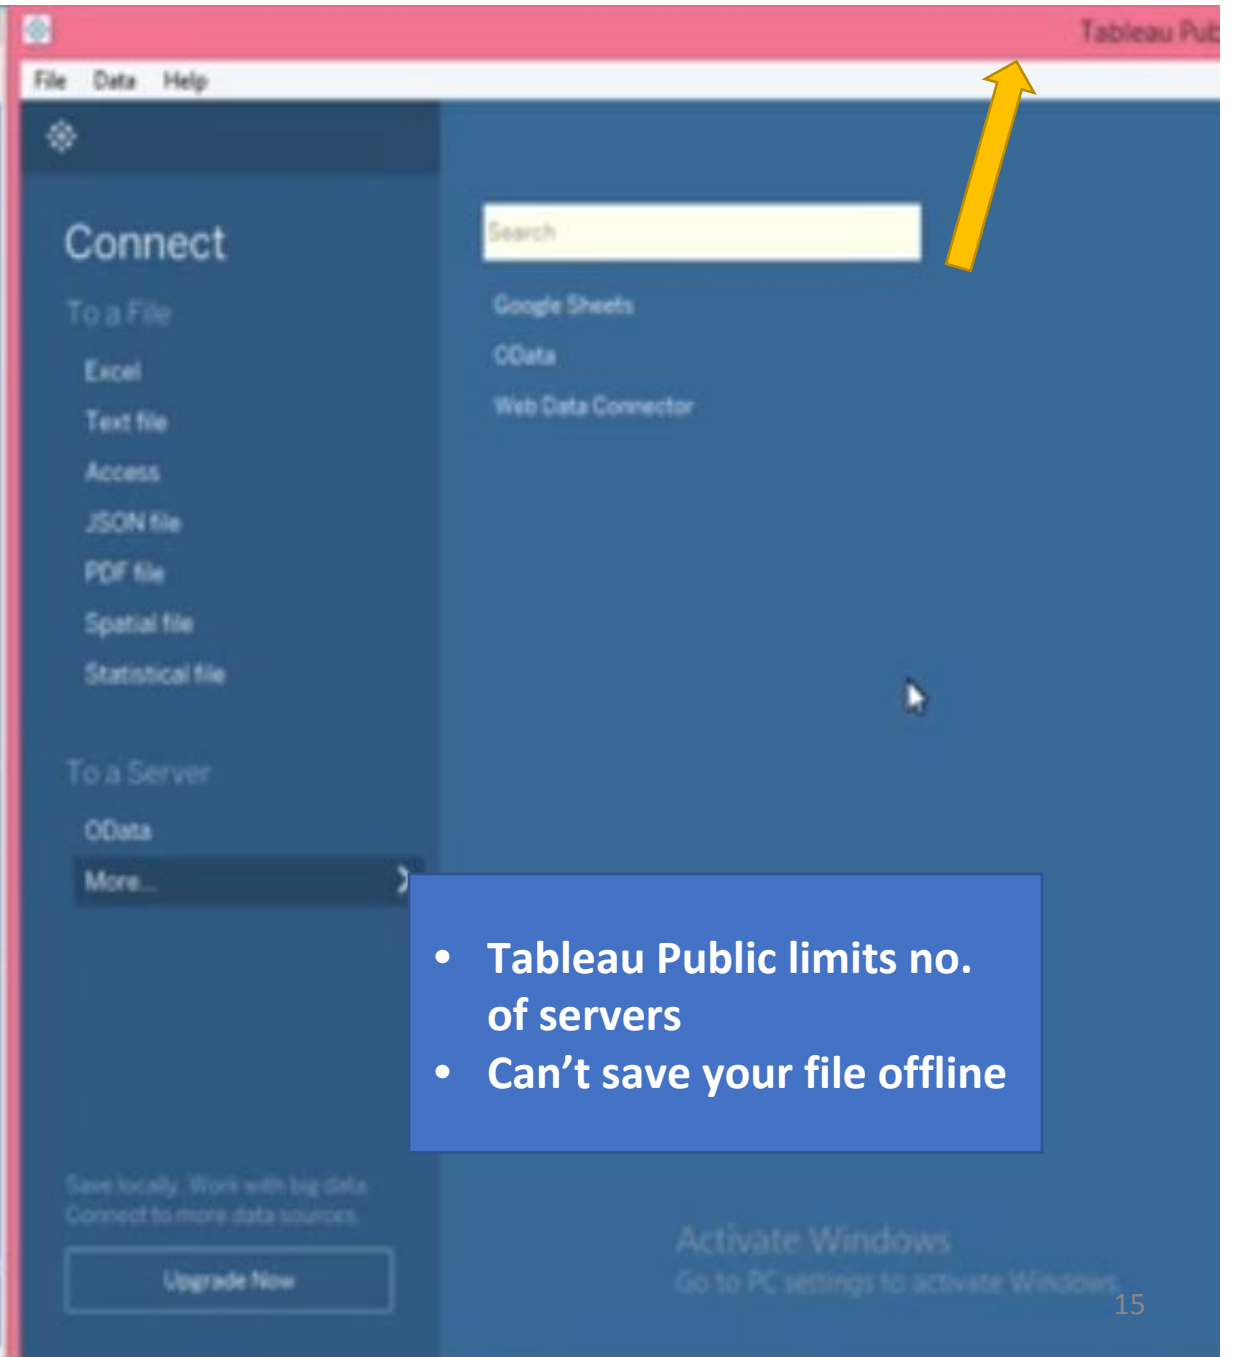 Tableau Pub
File Data Help
Connect
To a File
Excel
Text file
Access
JSON file
PDF file
Spatial file
Statistical file
To a Server
OData
More...
Save locally. Work with big data.
Connect to more data sources.
Upgrade Now
Search
Google Sheets
OData
Web Data Connector
• Tableau Public limits no.
of servers
• Can’t save your file offline
Activate Windows
Go to PC settings to activate Windows.
15